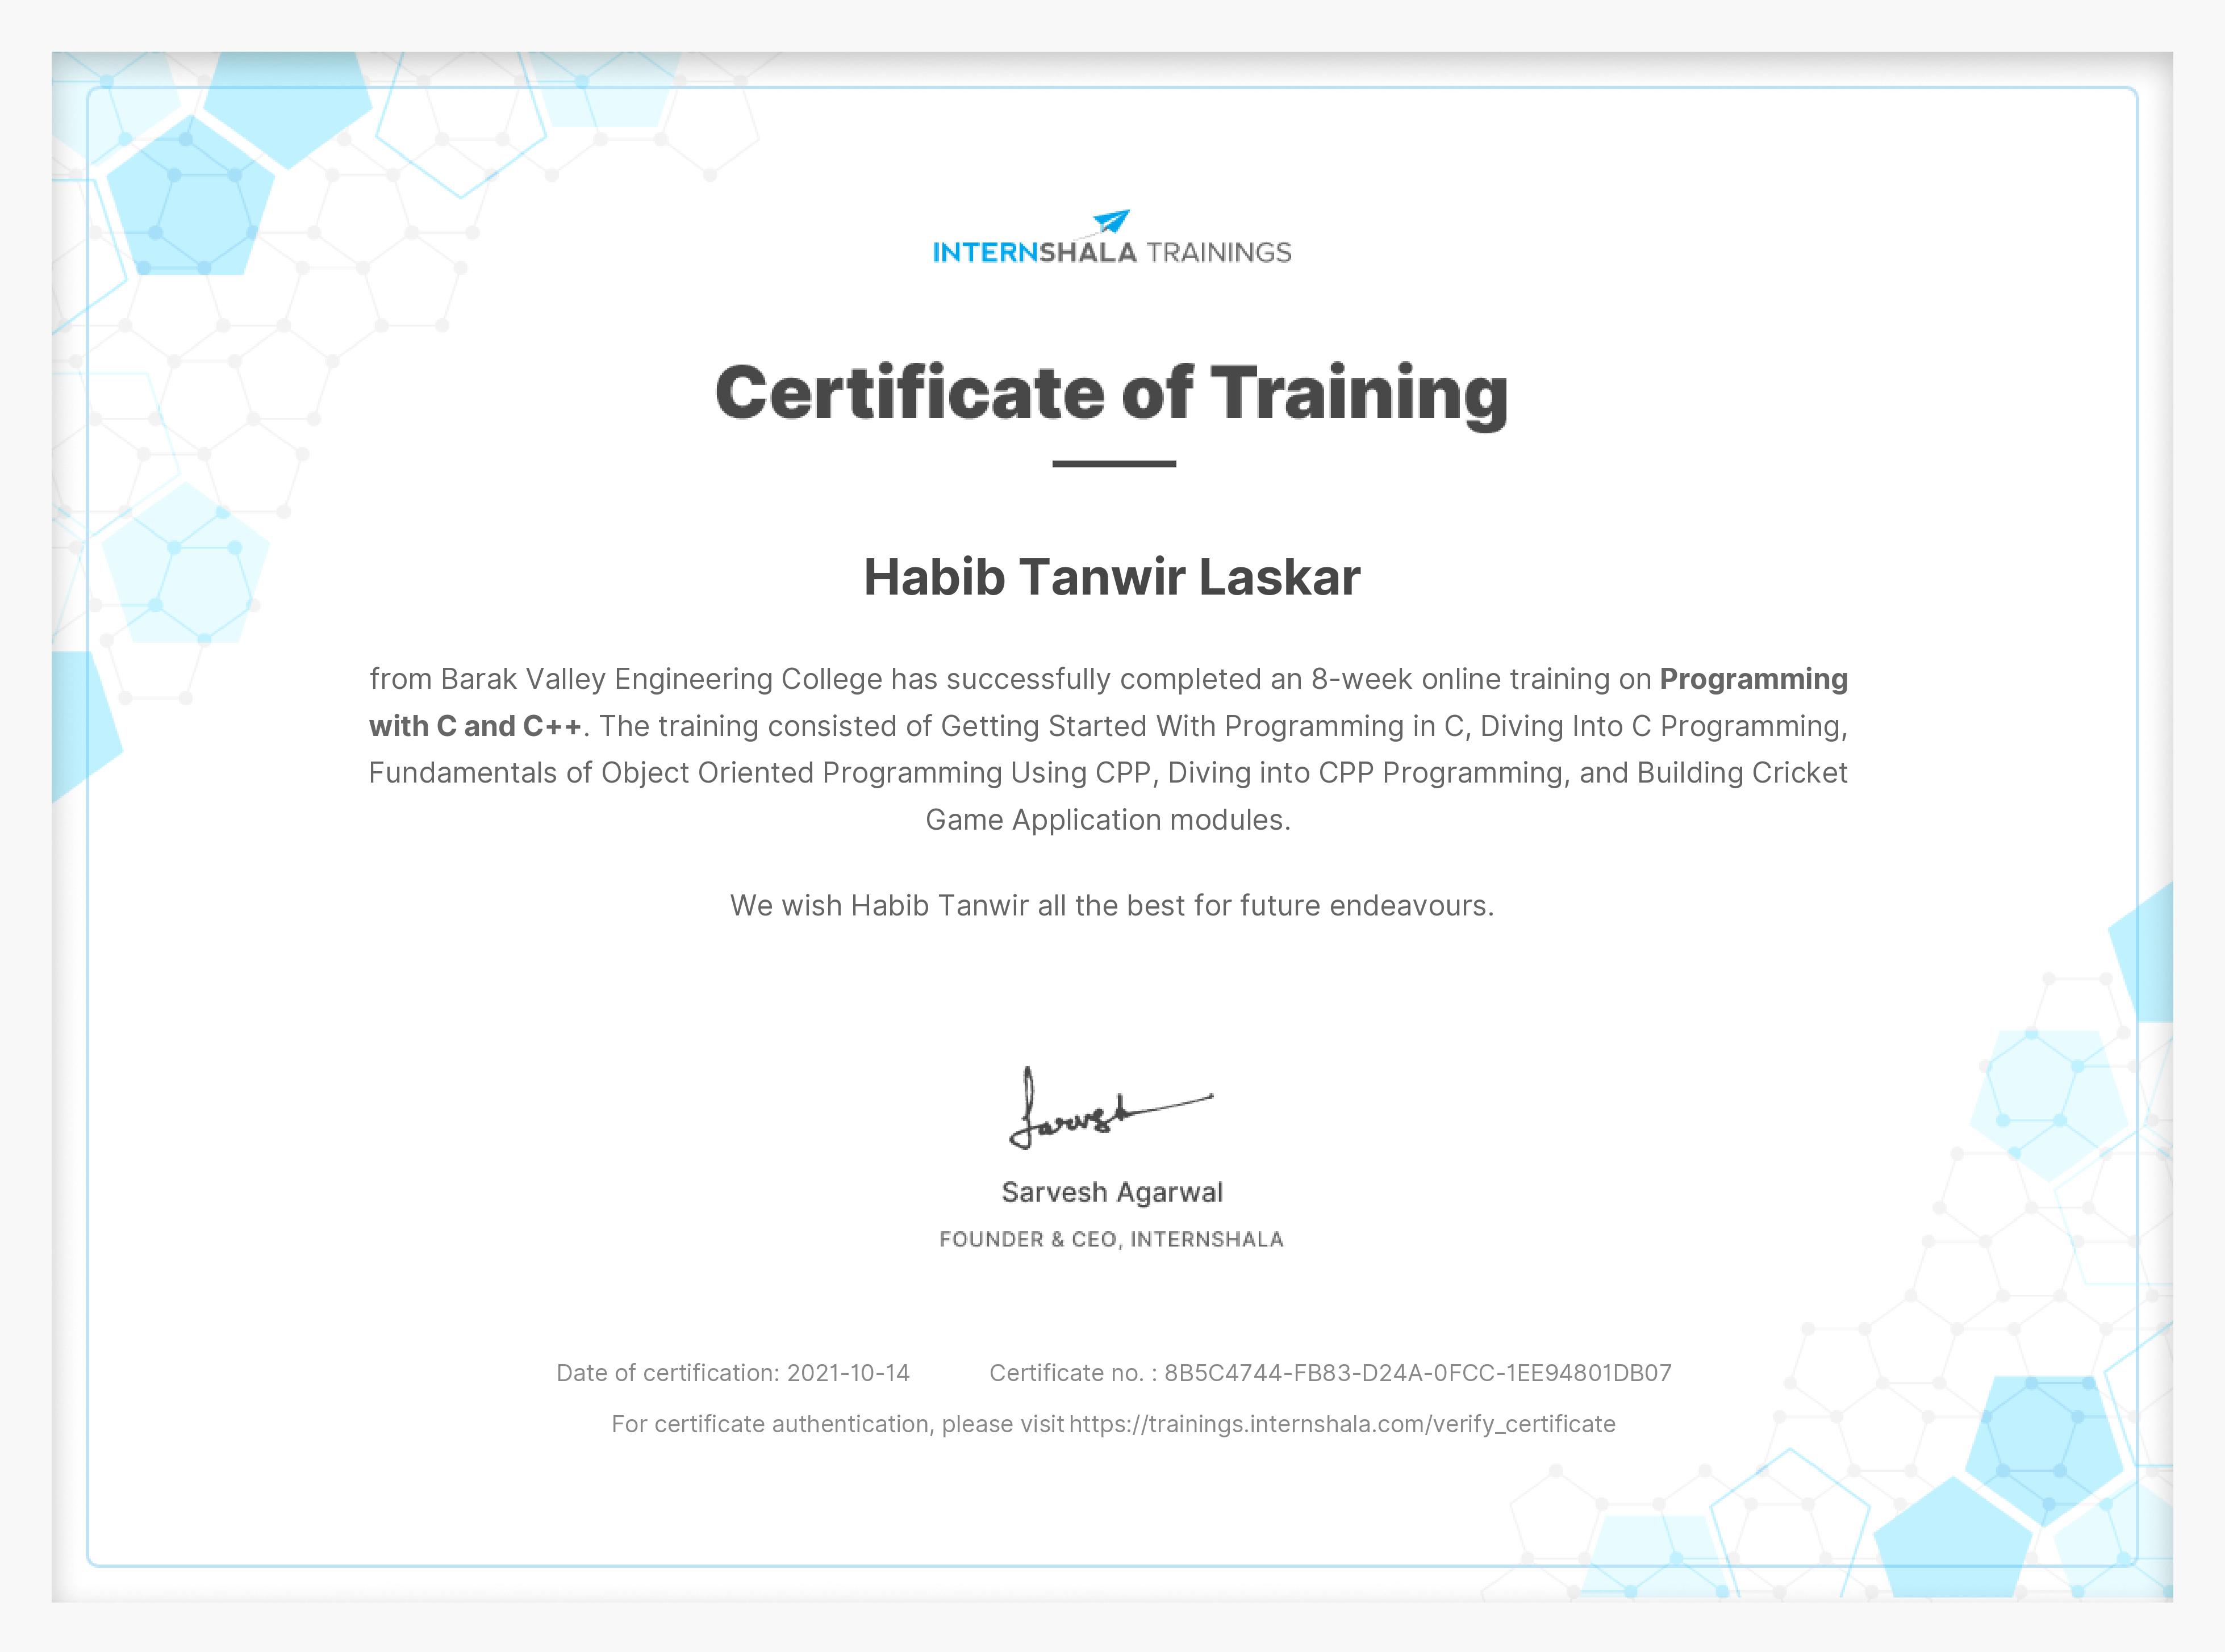 INTERNSHALA TRAININGS
Certificate of Training
Habib Tanwir Laskar
from Barak Valley Engineering College has successfully completed an 8-week online training on Programming
with C and C++. The training consisted of Getting Started With Programming in C, Diving Into C Programming,
Fundamentals of Object Oriented Programming Using CPP, Diving into CPP Programming, and Building Cricket
Game Application modules.
We wish Habib Tanwir all the best for future endeavours.
Sarvesh
Sarvesh Agarwal
FOUNDER & CEO, INTERNSHALA
Date of certification: 2021-10-14 Certificate no. : 8B5C4744-FB83-D24A-0FCC-1EE94801DB07
For certificate authentication, please visit https://trainings.internshala.com/verify_certificate